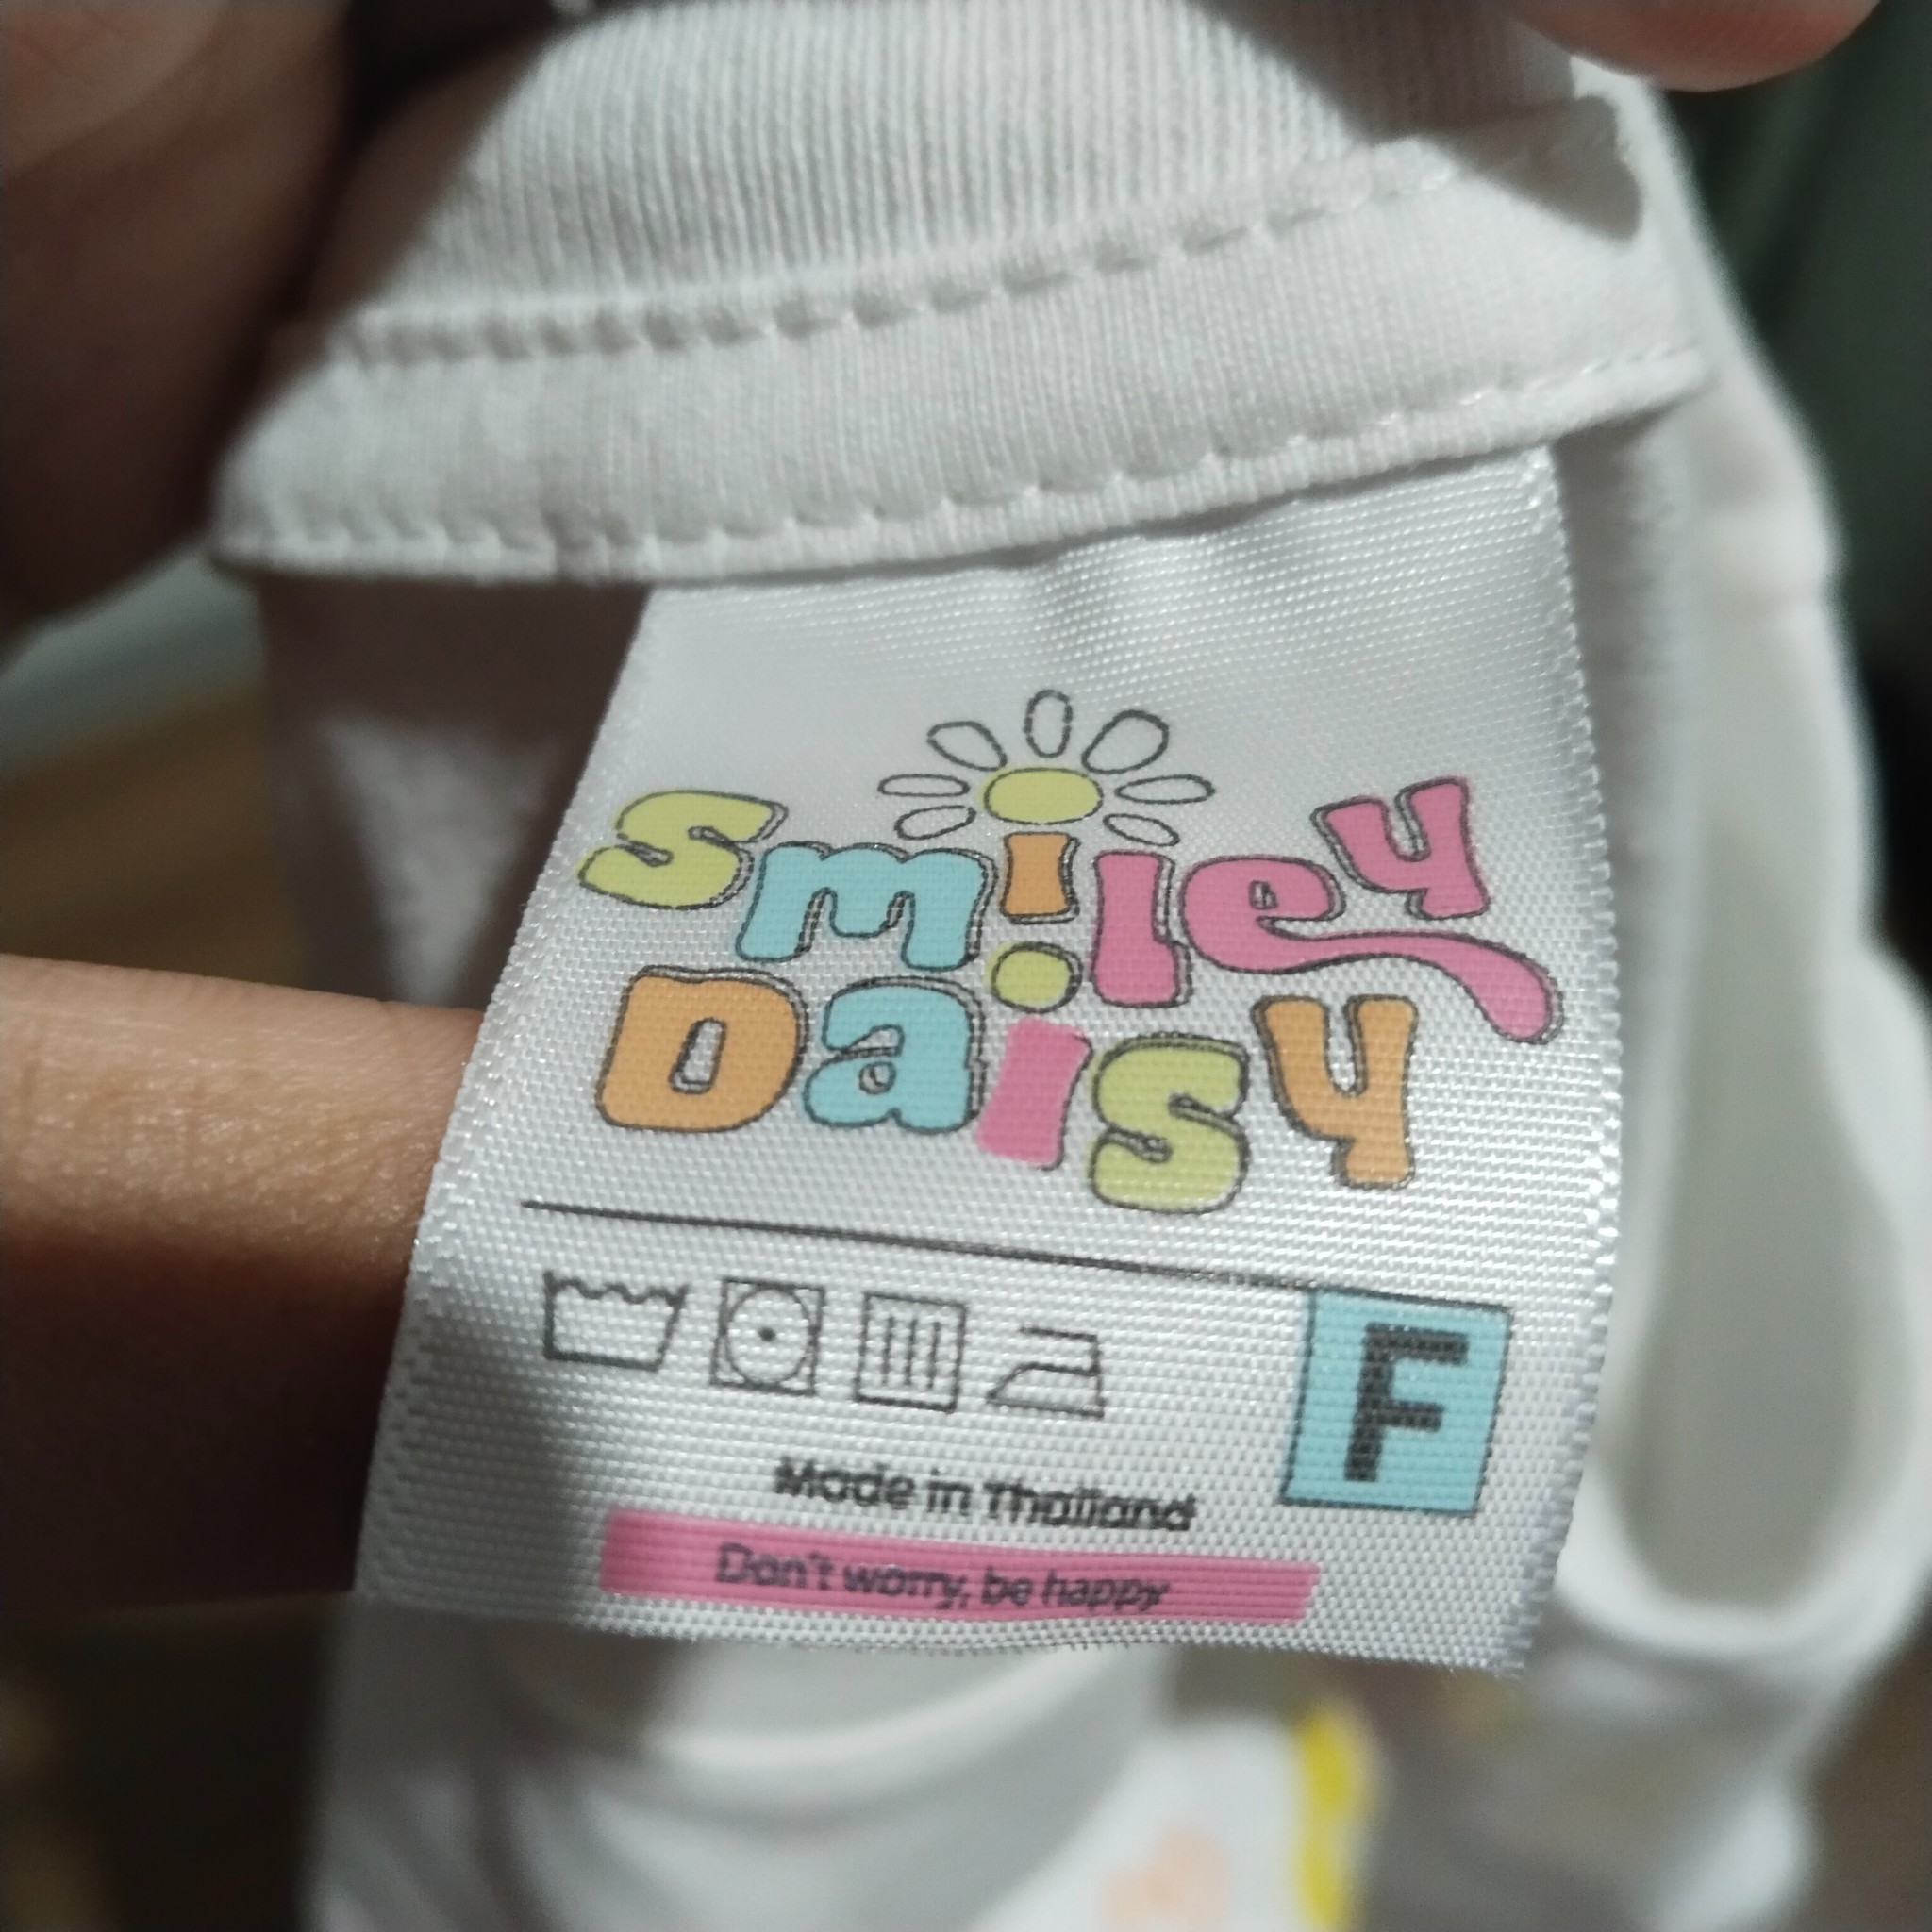 Smiley
Daisy
F
Made in Thailand
Don't worry, be happy